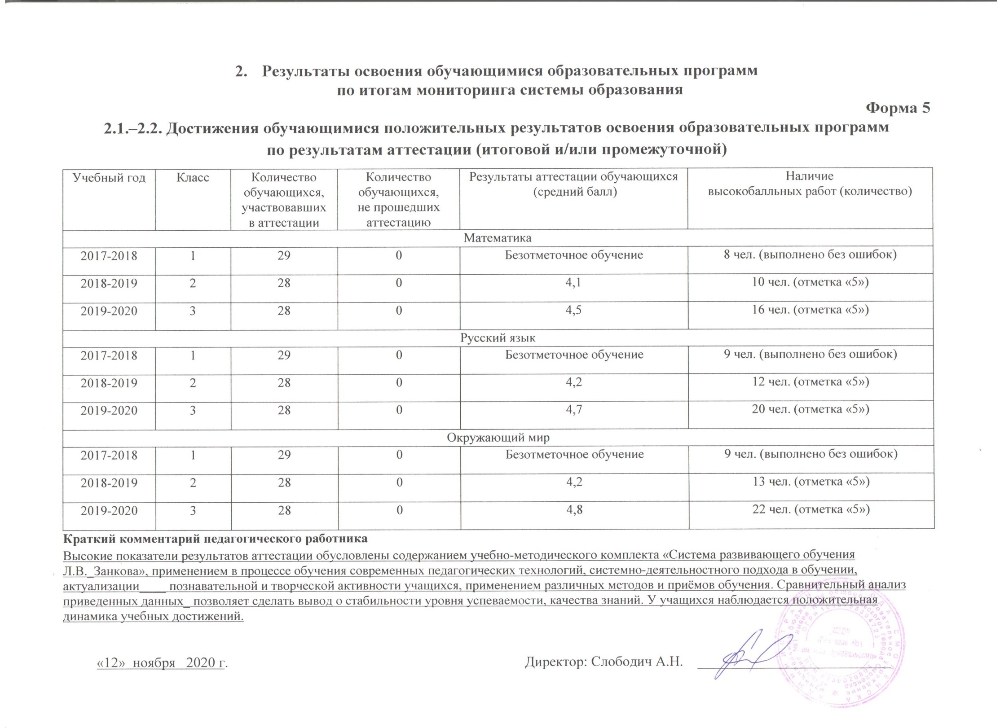 2. Результаты освоения обучающимися образовательных программ
по итогам мониторинга системы образования
Форма 5
2.1.–2.2. Достижения обучающимися положительных результатов освоения образовательных программ
по результатам аттестации (итоговой и/или промежуточной)
Учебный год Класс Количество обучающихся, участвовавших в аттестации Количество обучающихся, не прошедших аттестацию Результаты аттестации обучающихся (средний балл) Наличие высокобалльных работ (количество)
Математика
2017-2018 1 29 0 Безотметочное обучение 8 чел. (выполнено без ошибок)
2018-2019 2 28 0 4,1 10 чел. (отметка «5»)
2019-2020 3 28 0 4,5 16 чел. (отметка «5»)
Русский язык
2017-2018 1 29 0 Безотметочное обучение 9 чел. (выполнено без ошибок)
2018-2019 2 28 0 4,2 12 чел. (отметка «5»)
2019-2020 3 28 0 4,7 20 чел. (отметка «5»)
Окружающий мир
2017-2018 1 29 0 Безотметочное обучение 9 чел. (выполнено без ошибок)
2018-2019 2 28 0 4,2 13 чел. (отметка «5»)
2019-2020 3 28 0 4,8 22 чел. (отметка «5»)
Краткий комментарий педагогического работника
Высокие показатели результатов аттестации обусловлены содержанием учебно-методического комплекта «Система развивающего обучения
Л.В._Занкова», применением в процессе обучения современных педагогических технологий, системно-деятельностного подхода в обучении,
актуализации____ познавательной и творческой активности учащихся, применением различных методов и приёмов обучения. Сравнительный анализ
приведенных данных_ позволяет сделать вывод о стабильности уровня успеваемости, качества знаний. У учащихся наблюдается положительная
динамика учебных достижений.
«12» ноября 2020 г.
Директор: Слободич А.Н.